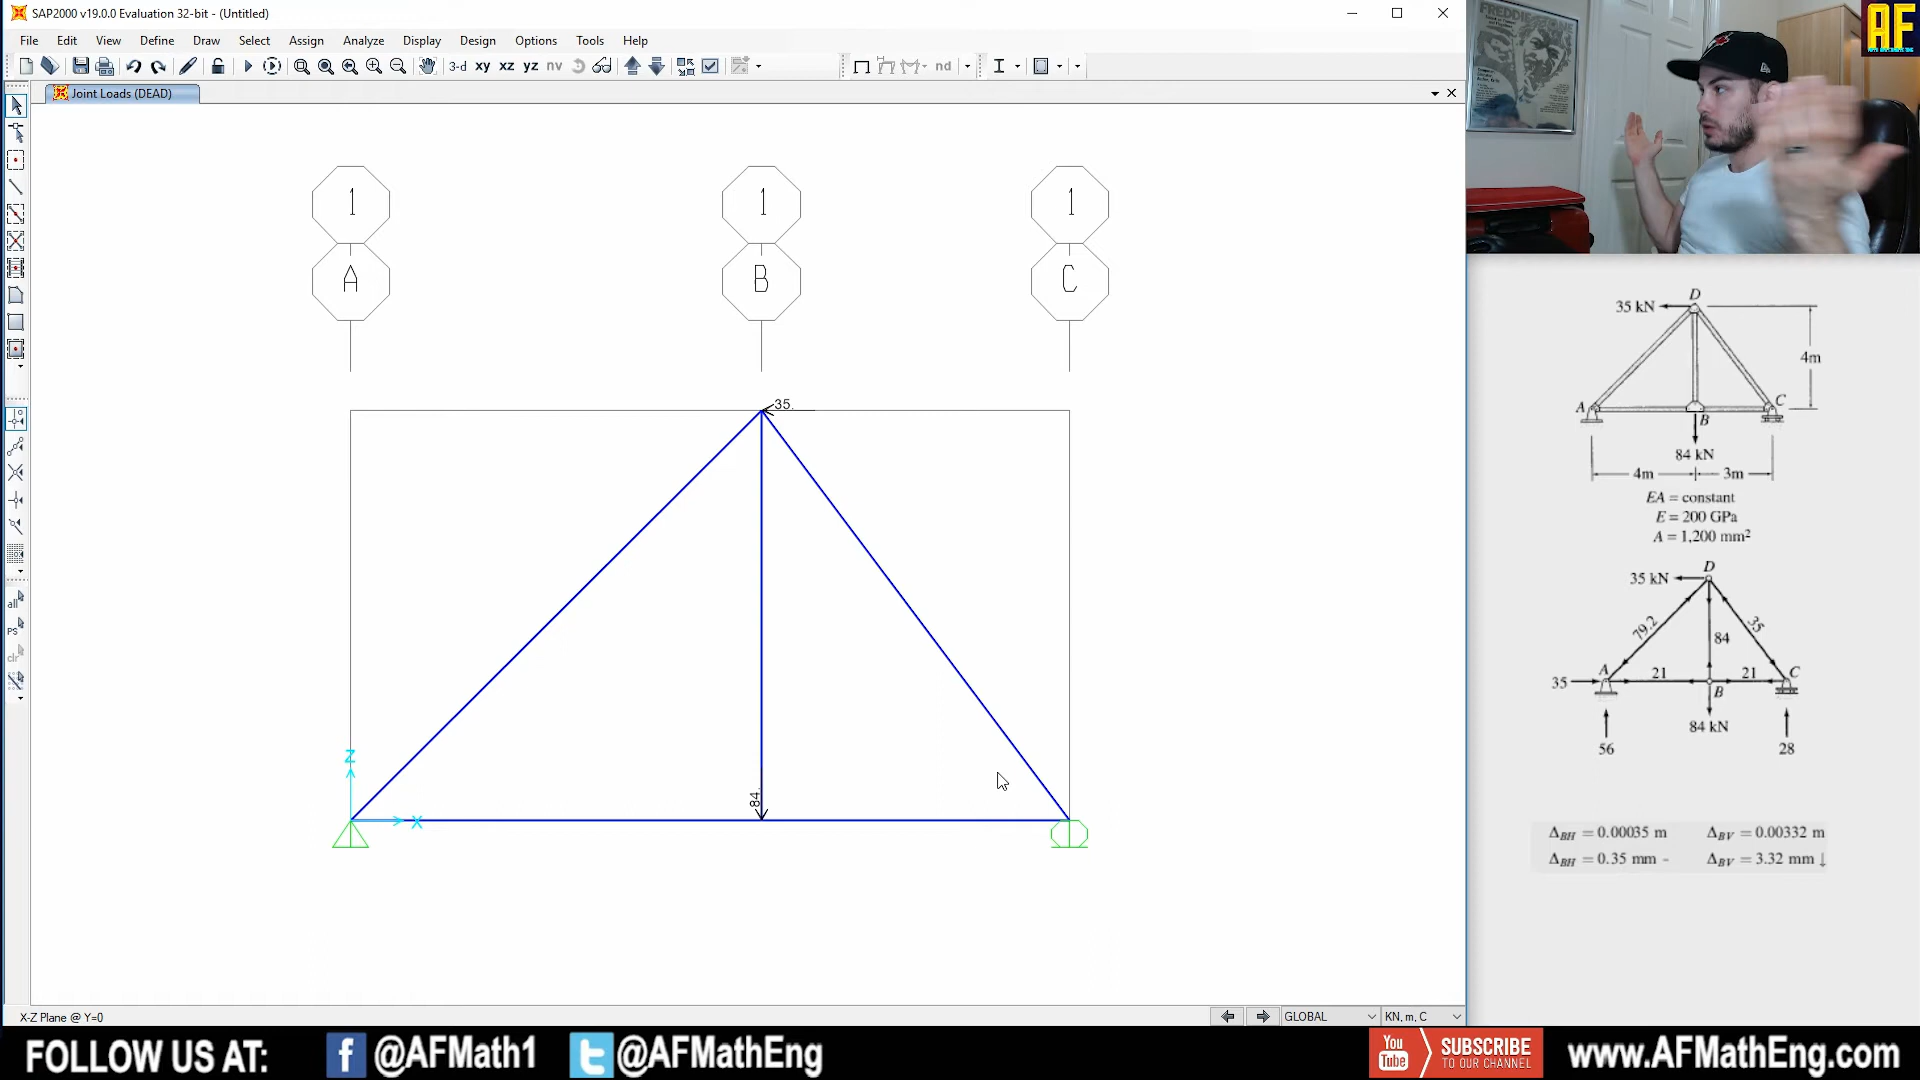 SAP2000 v19.0.0 Evaluation 32-bit - (Untitled)
File Edit View Define Draw Select Assign Analyze Display Design Options Tools Help
3-d xy xz yz nv nd
Joint Loads (DEAD)
1 1 1
A B C
35.
84.
Z
X
all
PS
clr
X-Z Plane @ Y=0
GLOBAL
KN, m, C
AF
D
35 kN
4m
A
C
B
84 kN
4m 3m
EA = constant
E = 200 GPa
A = 1,200 mm²
D
35 kN
79.2
35
84
A 21 21 C
35
B
84 kN
56 28
Δ_BH = 0.00035 m Δ_BV = 0.00332 m
Δ_BH = 0.35 mm - Δ_BV = 3.32 mm ↓
FOLLOW US AT: f @AFMath1 @AFMathEng
You Tube SUBSCRIBE
TO OUR CHANNEL
www.AFMathEng.com